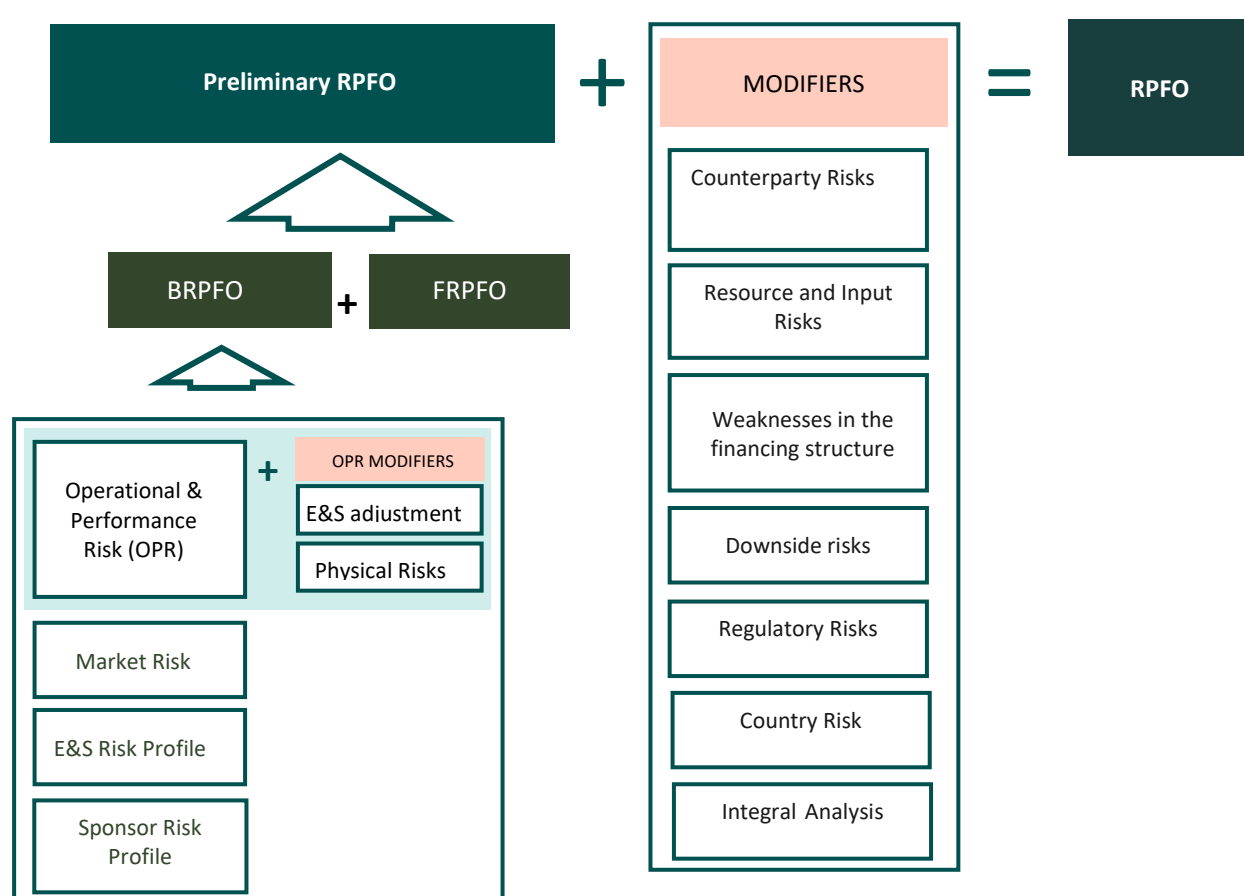 Preliminary RPFO
+
MODIFIERS
=
RPFO
Counterparty Risks
Resource and Input
Risks
Weaknesses in the
financing structure
Downside risks
Regulatory Risks
Country Risk
Integral Analysis
BRPFO
+
FRPFO
Operational &
Performance
Risk (OPR)
+
OPR MODIFIERS
E&S adjustment
Physical Risks
Market Risk
E&S Risk Profile
Sponsor Risk
Profile